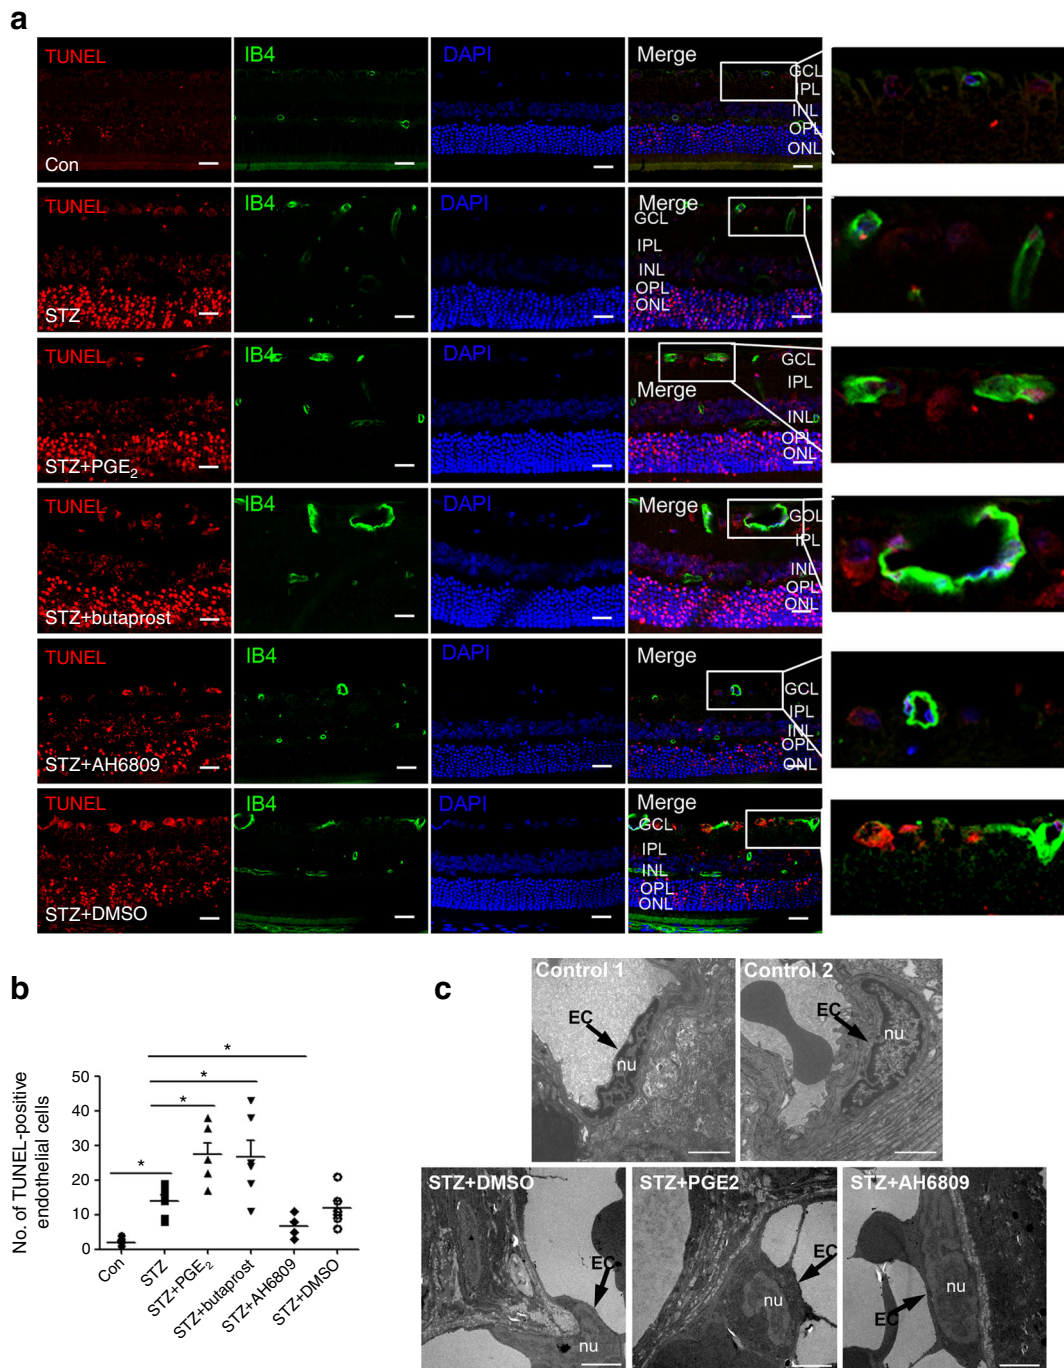 a
TUNEL IB4 DAPI Merge
GCL
IPL
INL
OPL
ONL
Con
TUNEL IB4 DAPI Merge
GCL
IPL
INL
OPL
ONL
STZ
TUNEL IB4 DAPI
GCL
IPL
Merge
INL
OPL
ONL
STZ+PGE2
TUNEL IB4 DAPI Merge
GCL
IPL
INL
OPL
ONL
STZ+butaprost
TUNEL IB4 DAPI Merge
GCL
IPL
INL
OPL
ONL
STZ+AH6809
TUNEL IB4 DAPI Merge
GCL
IPL
INL
OPL
ONL
STZ+DMSO
b
No. of TUNEL-positive
endothelial cells
50
40
30
20
10
0
* * * *
Con STZ STZ+PGE2 STZ+butaprost STZ+AH6809 STZ+DMSO
c
Control 1
EC
nu
Control 2
EC
nu
STZ+DMSO
EC
nu
STZ+PGE2
EC
nu
STZ+AH6809
EC
nu